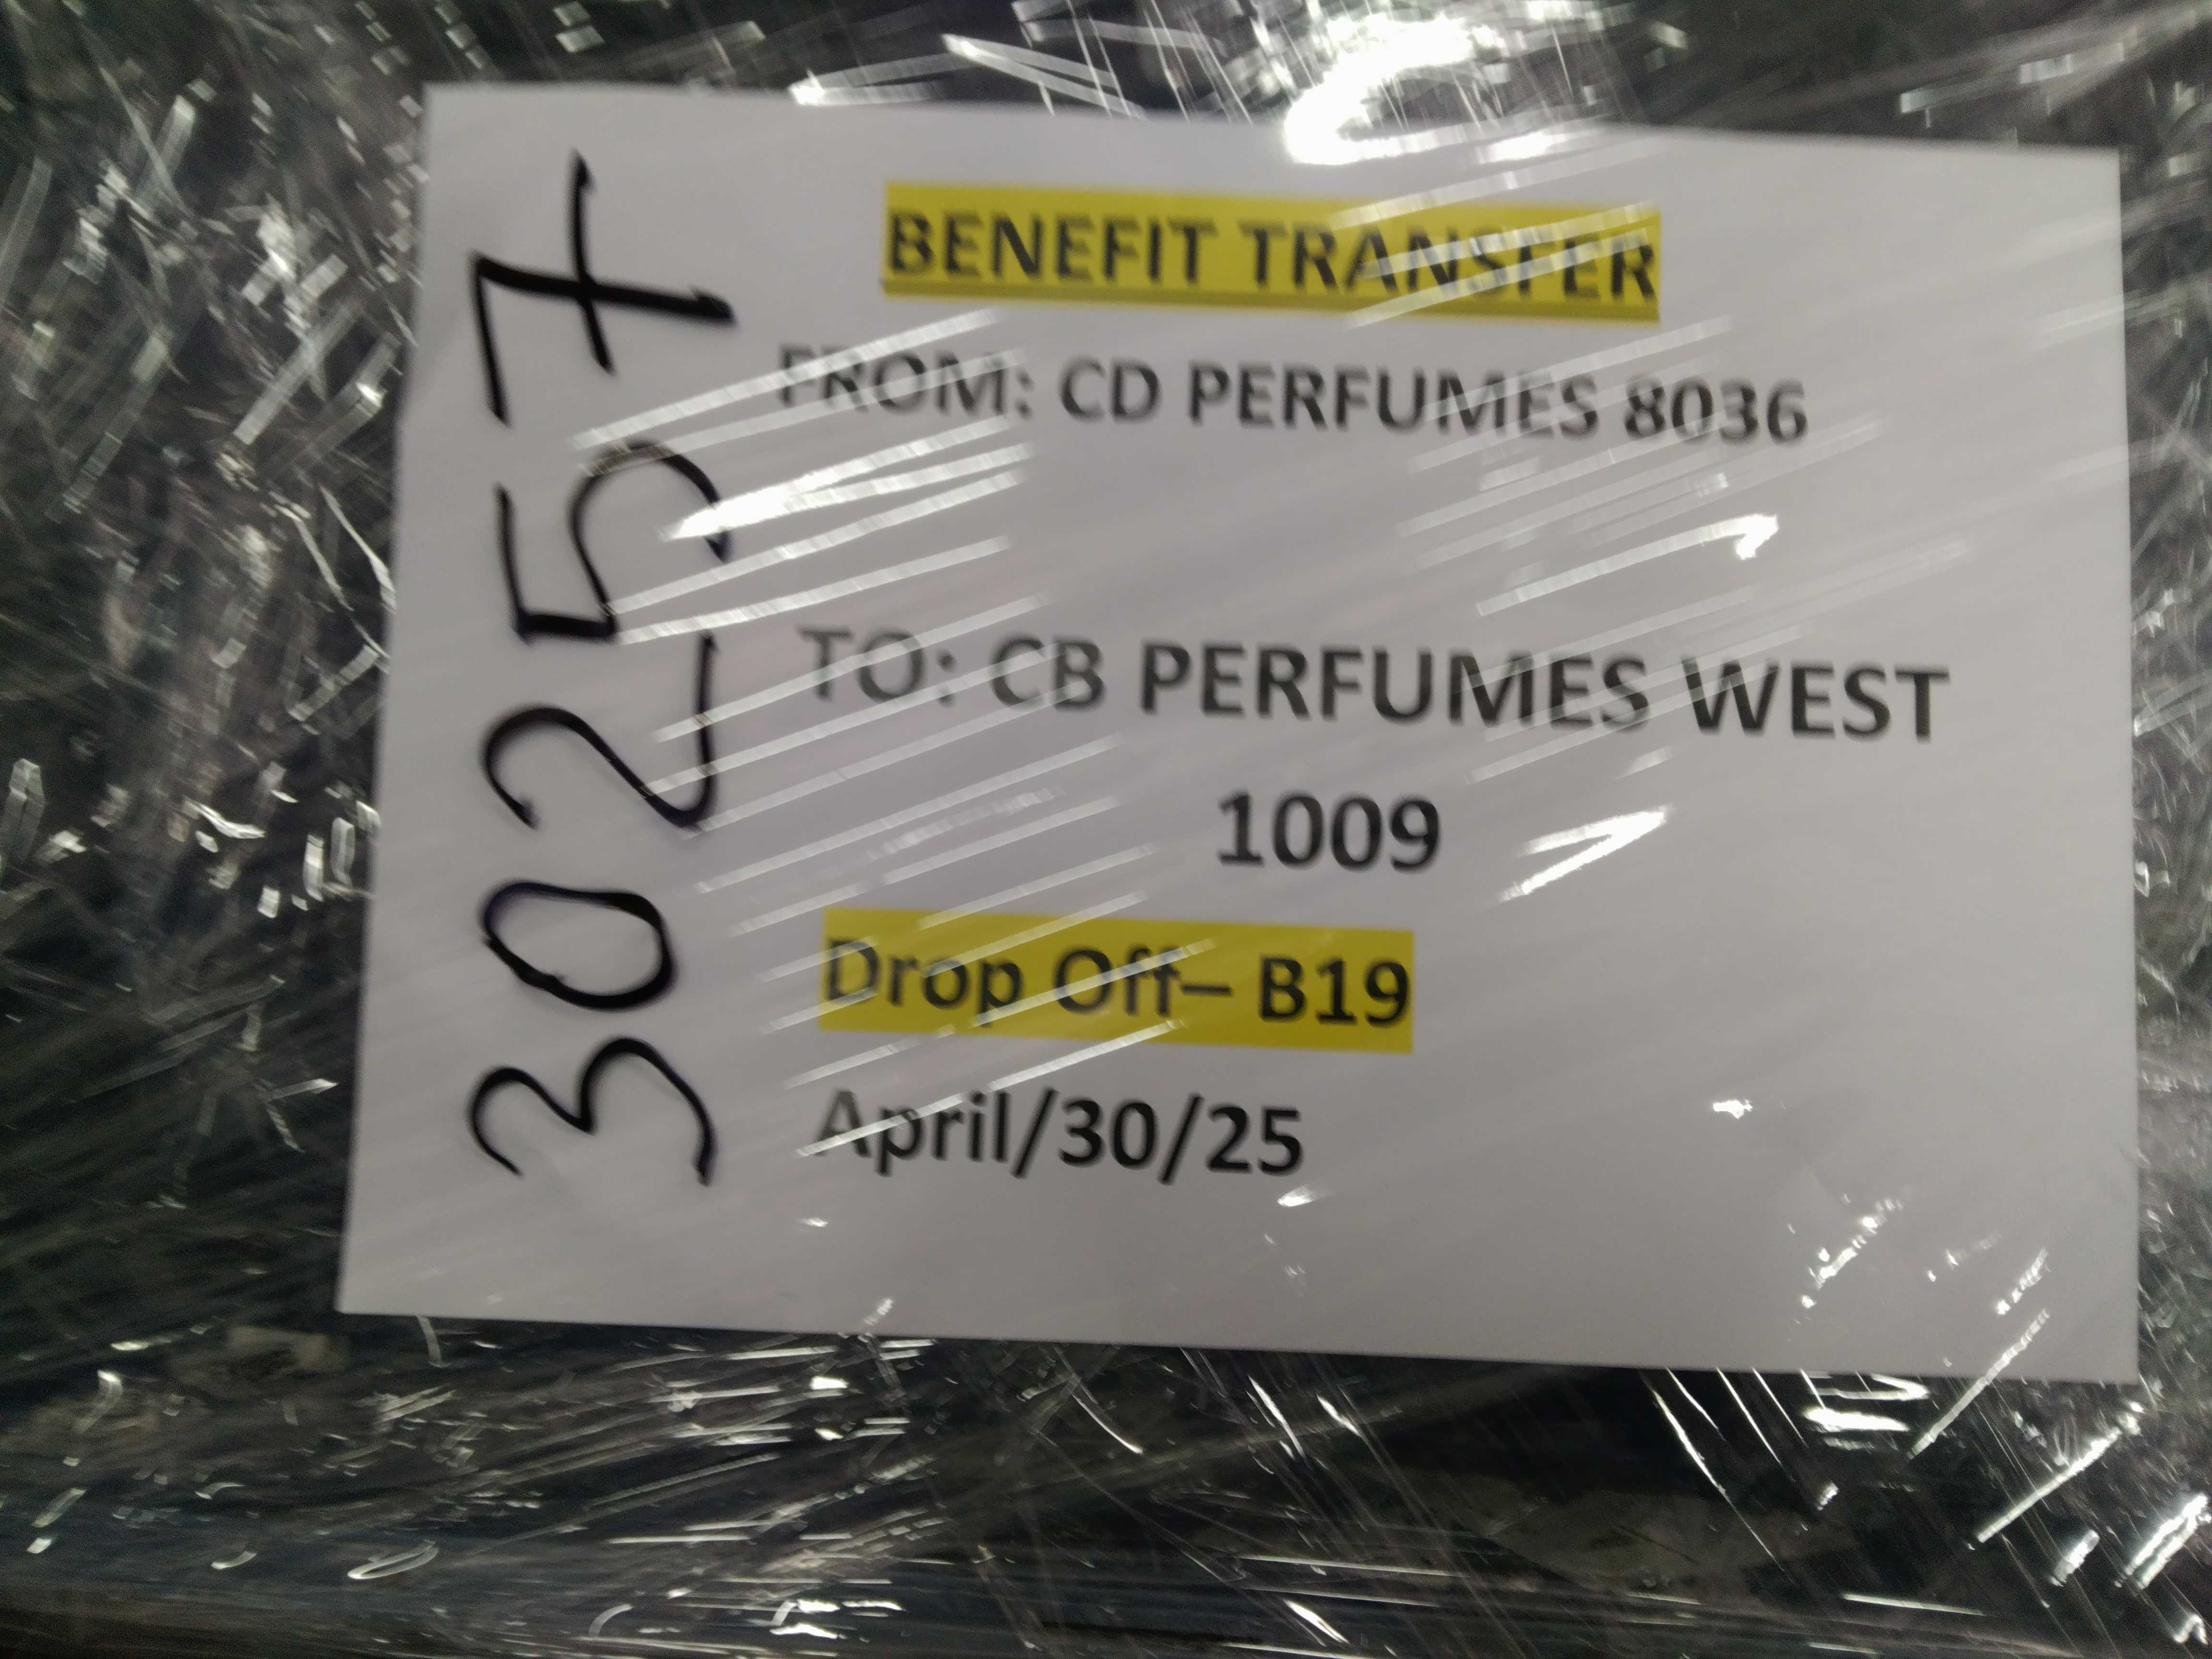 BENEFIT TRANSFER
FROM: CD PERFUMES 8036
TO: CB PERFUMES WEST
1009
Drop Off– B19
April/30/25
30257